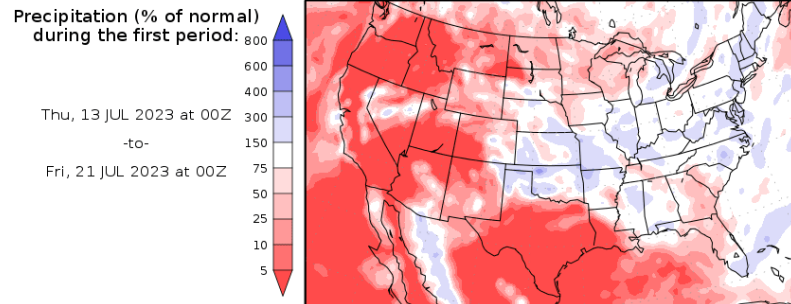 Precipitation (% of normal)
during the first period:
Thu, 13 JUL 2023 at 00Z
-to-
Fri, 21 JUL 2023 at 00Z
800
600
400
300
150
75
50
25
10
5